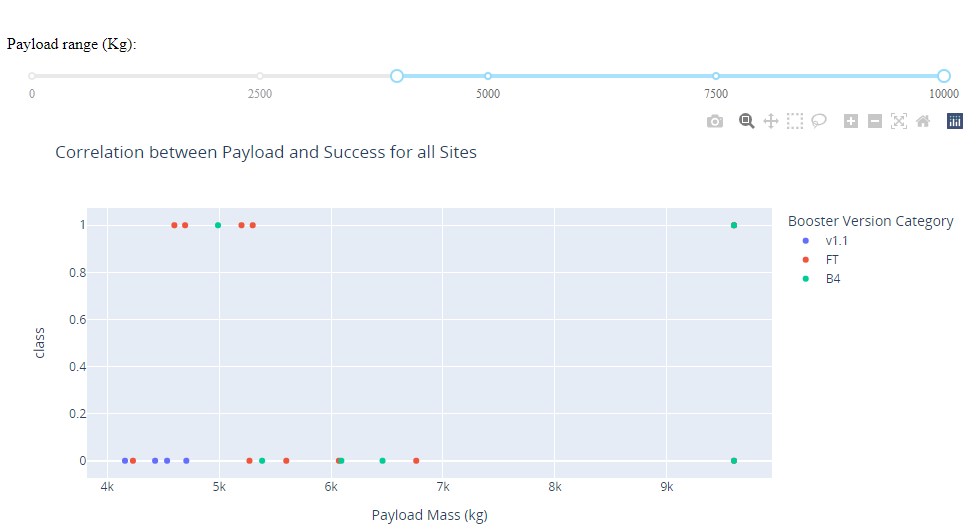 Payload range (Kg):
0 2500 5000 7500 10000
Correlation between Payload and Success for all Sites
Booster Version Category
v1.1
FT
B4
1
0.8
0.6
0.4
0.2
0
class
4k 5k 6k 7k 8k 9k
Payload Mass (kg)